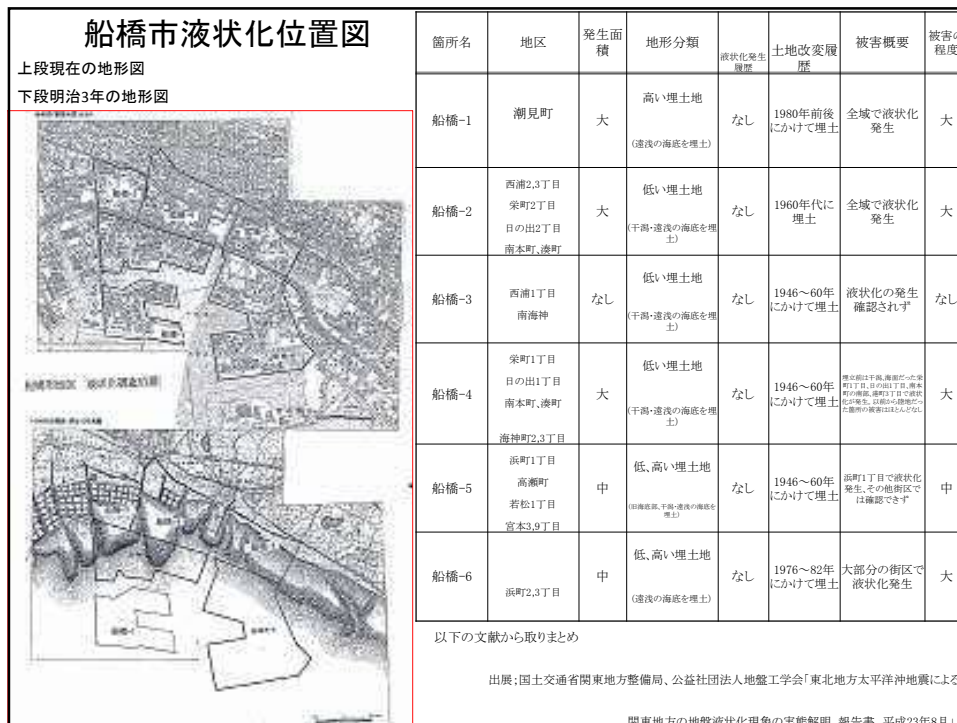 船橋市液状化位置図
上段現在の地形図
下段明治3年の地形図
箇所名 地区 発生面積 地形分類 液状化発生履歴 土地改変履歴 被害概要 被害の程度
船橋-1 潮見町 大 高い埋土地 (遠浅の海底を埋土) なし 1980年前後にかけて埋土 全域で液状化発生 大
船橋-2 西浦2,3丁目 栄町2丁目 日の出2丁目 南本町、湊町 大 低い埋土地 (干潟・遠浅の海底を埋土) なし 1960年代に埋土 全域で液状化発生 大
船橋-3 西浦1丁目 南海神 なし 低い埋土地 (干潟・遠浅の海底を埋土) なし 1946~60年にかけて埋土 液状化の発生確認されず なし
船橋-4 栄町1丁目 日の出1丁目 南本町、湊町 海神町2,3丁目 大 低い埋土地 (干潟・遠浅の海底を埋土) なし 1946~60年にかけて埋土 大
船橋-5 浜町1丁目 高瀬町 若松1丁目 宮本3,9丁目 中 低、高い埋土地 (旧海底部、干潟・遠浅の海底を埋土) なし 1946~60年にかけて埋土 浜町1丁目で液状化発生、その他街区では確認できず 中
船橋-6 浜町2,3丁目 中 低、高い埋土地 (遠浅の海底を埋土) なし 1976~82年にかけて埋土 大部分の街区で液状化発生 大
以下の文献から取りまとめ
出展;国土交通省関東地方整備局、公益社団法人地盤工学会「東北地方太平洋沖地震による
関東地方の地盤液状化現象の実態解明 報告書 平成23年8月」